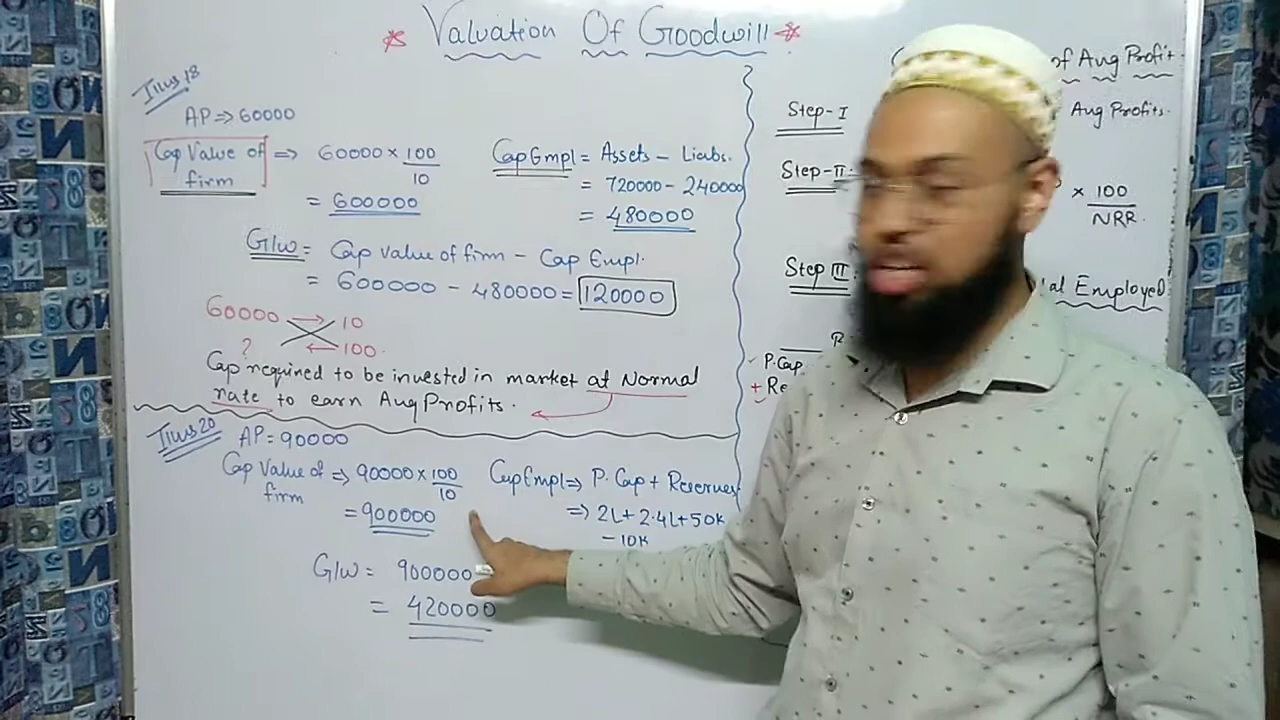 * Valuation Of Goodwill *
Illus 18
AP ⇒ 60000
Cap Value of firm ⇒ 60000 × 100/10
= 600000
Cap Empl = Assets - Liabs.
= 720000 - 240000
= 480000
G/w = Cap value of firm - Cap Empl.
= 600000 - 480000 = 120000
60000 → 10
? ← 100
Cap required to be invested in market at Normal
rate to earn Aug Profits.
Illus 20
AP = 90000
Cap Value of firm ⇒ 90000 × 100/10
= 900000
Cap Empl ⇒ P. Cap + Reserves
⇒ 2L + 2.4L + 50K
- 10K
G/w = 900000 -
= 420000
of Aug Profit
Step-I
Aug Profits.
Step-II
× 100/NRR.
Step III
Employed
P. Cap
+ Re